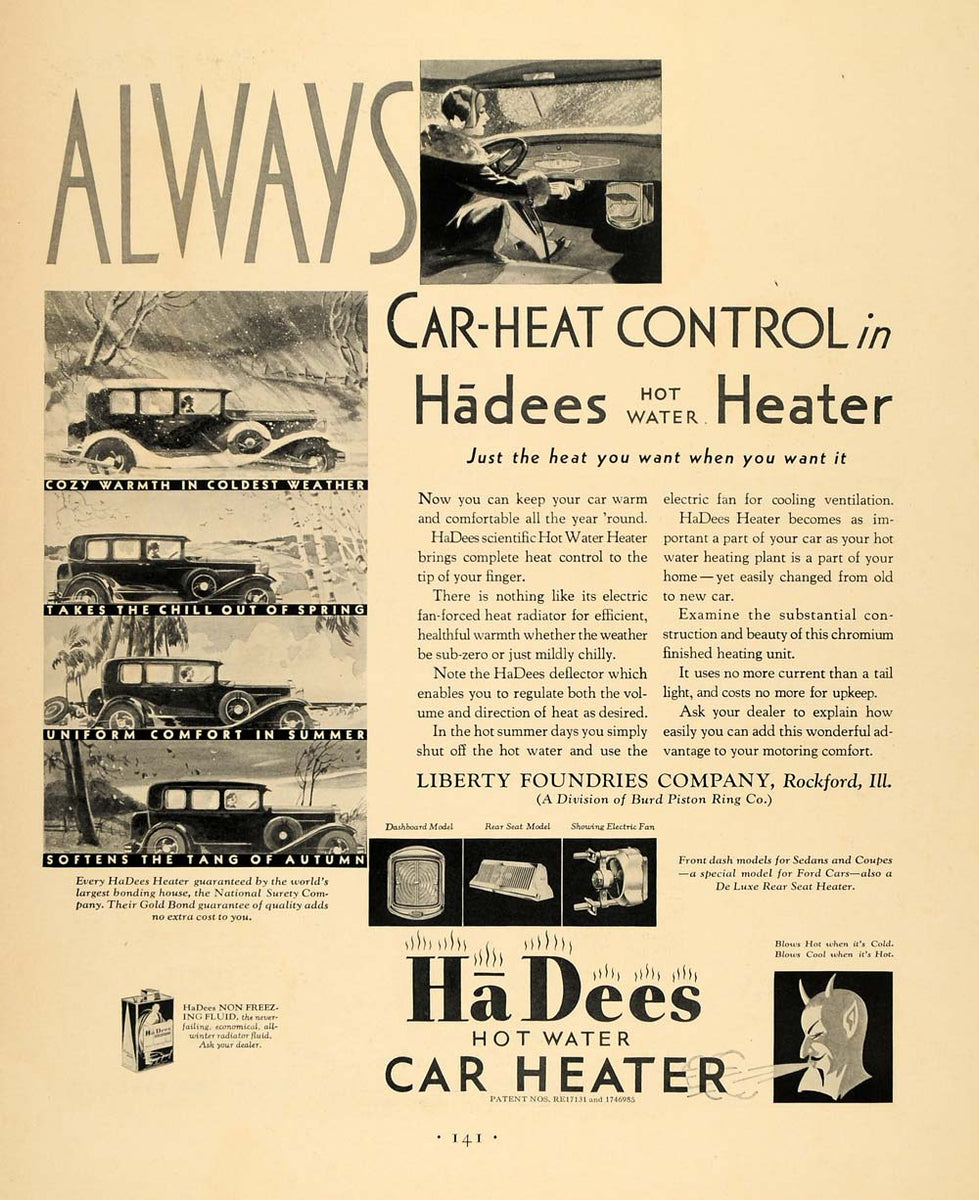 ALWAYS
CAR-HEAT CONTROL in
Hādees HOT WATER Heater
Just the heat you want when you want it
COZY WARMTH IN COLDEST WEATHER
TAKES THE CHILL OUT OF SPRING
UNIFORM COMFORT IN SUMMER
SOFTENS THE TANG OF AUTUMN
Every HaDees Heater guaranteed by the world's
largest bonding house, the National Surety Com-
pany. Their Gold Bond guarantee of quality adds
no extra cost to you.
Now you can keep your car warm
and comfortable all the year 'round.
HaDees scientific Hot Water Heater
brings complete heat control to the
tip of your finger.
There is nothing like its electric
fan-forced heat radiator for efficient,
healthful warmth whether the weather
be sub-zero or just mildly chilly.
Note the HaDees deflector which
enables you to regulate both the vol-
ume and direction of heat as desired.
In the hot summer days you simply
shut off the hot water and use the
electric fan for cooling ventilation.
HaDees Heater becomes as im-
portant a part of your car as your hot
water heating plant is a part of your
home—yet easily changed from old
to new car.
Examine the substantial con-
struction and beauty of this chromium
finished heating unit.
It uses no more current than a tail
light, and costs no more for upkeep.
Ask your dealer to explain how
easily you can add this wonderful ad-
vantage to your motoring comfort.
LIBERTY FOUNDRIES COMPANY, Rockford, Ill.
(A Division of Burd Piston Ring Co.)
Dashboard Model
Rear Seat Model
Showing Electric Fan
Front dash models for Sedans and Coupes
—a special model for Ford Cars—also a
De Luxe Rear Seat Heater.
HāDees
HOT WATER
CAR HEATER
PATENT NOS. RE17131 and 1746985
Blows Hot when it's Cold.
Blows Cool when it's Hot.
HaDees
HaDees NON FREEZ-
ING FLUID, the never-
failing, economical, all-
winter radiator fluid.
Ask your dealer.
• 141 •